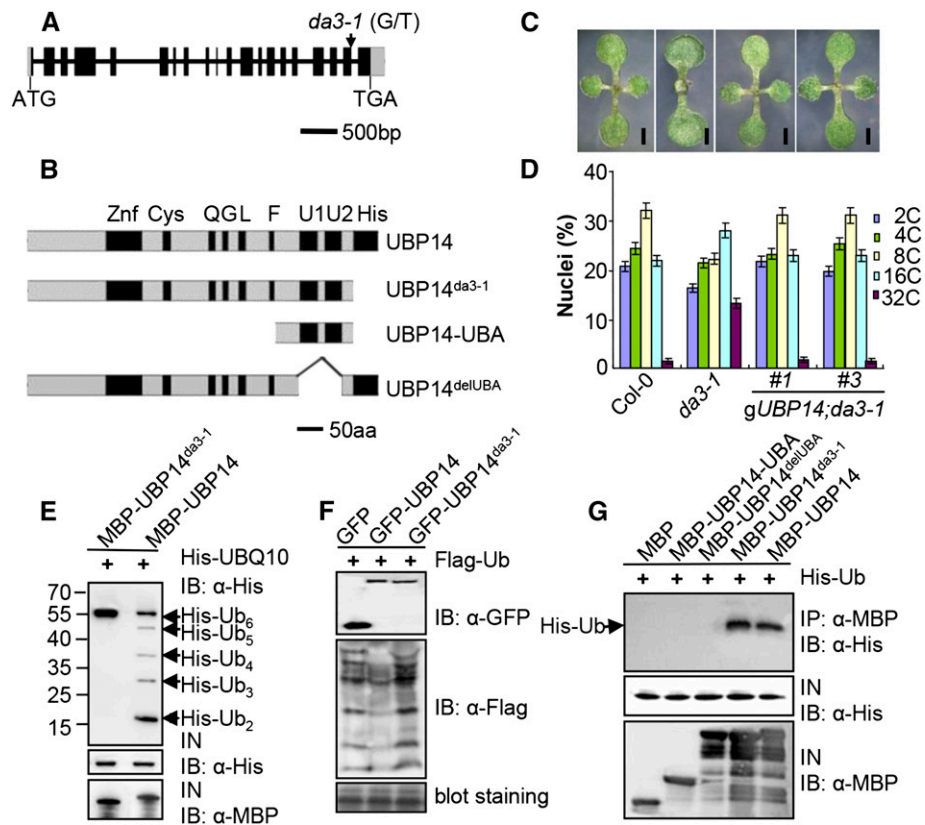 A
da3-1 (G/T)
ATG
TGA
500bp
B
Znf Cys QGL F U1U2 His
UBP14
UBP14da3-1
UBP14-UBA
UBP14delUBA
50aa
C
D
Nuclei (%)
40
30
20
10
0
Col-0
da3-1
#1
#3
gUBP14;da3-1
2C
4C
8C
16C
32C
E
MBP-UBP14da3-1
MBP-UBP14
His-UBQ10
+ +
IB: α-His
70
55
40
35
25
15
His-Ub6
His-Ub5
His-Ub4
His-Ub3
His-Ub2
IN
IB: α-His
IN
IB: α-MBP
F
GFP
GFP-UBP14
GFP-UBP14da3-1
Flag-Ub
+ + +
IB: α-GFP
IB: α-Flag
blot staining
G
MBP
MBP-UBP14-UBA
MBP-UBP14delUBA
MBP-UBP14da3-1
MBP-UBP14
+ + + + + His-Ub
His-Ub
IP: α-MBP
IB: α-His
IN
IB: α-His
IN
IB: α-MBP